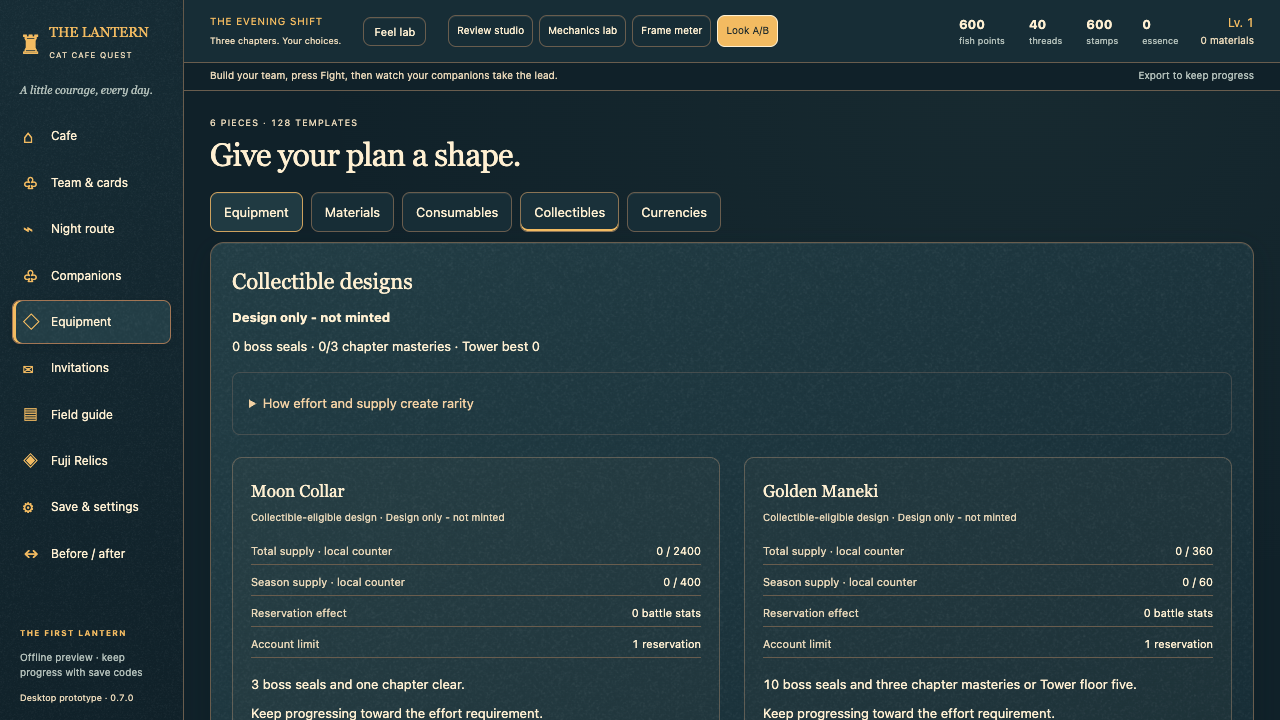 THE LANTERN
CAT CAFE QUEST
A little courage, every day.
Cafe
Team & cards
Night route
Companions
Equipment
Invitations
Field guide
Fuji Relics
Save & settings
Before / after
THE FIRST LANTERN
Offline preview · keep
progress with save codes
Desktop prototype · 0.7.0
THE EVENING SHIFT
Three chapters. Your choices.
Feel lab
Review studio
Mechanics lab
Frame meter
Look A/B
600
fish points
40
threads
600
stamps
0
essence
Lv. 1
0 materials
Build your team, press Fight, then watch your companions take the lead.
Export to keep progress
6 PIECES · 128 TEMPLATES
Give your plan a shape.
Equipment
Materials
Consumables
Collectibles
Currencies
Collectible designs
Design only - not minted
0 boss seals · 0/3 chapter masteries · Tower best 0
How effort and supply create rarity
Moon Collar
Collectible-eligible design · Design only - not minted
Total supply · local counter 0 / 2400
Season supply · local counter 0 / 400
Reservation effect 0 battle stats
Account limit 1 reservation
3 boss seals and one chapter clear.
Keep progressing toward the effort requirement.
Golden Maneki
Collectible-eligible design · Design only - not minted
Total supply · local counter 0 / 360
Season supply · local counter 0 / 60
Reservation effect 0 battle stats
Account limit 1 reservation
10 boss seals and three chapter masteries or Tower floor five.
Keep progressing toward the effort requirement.